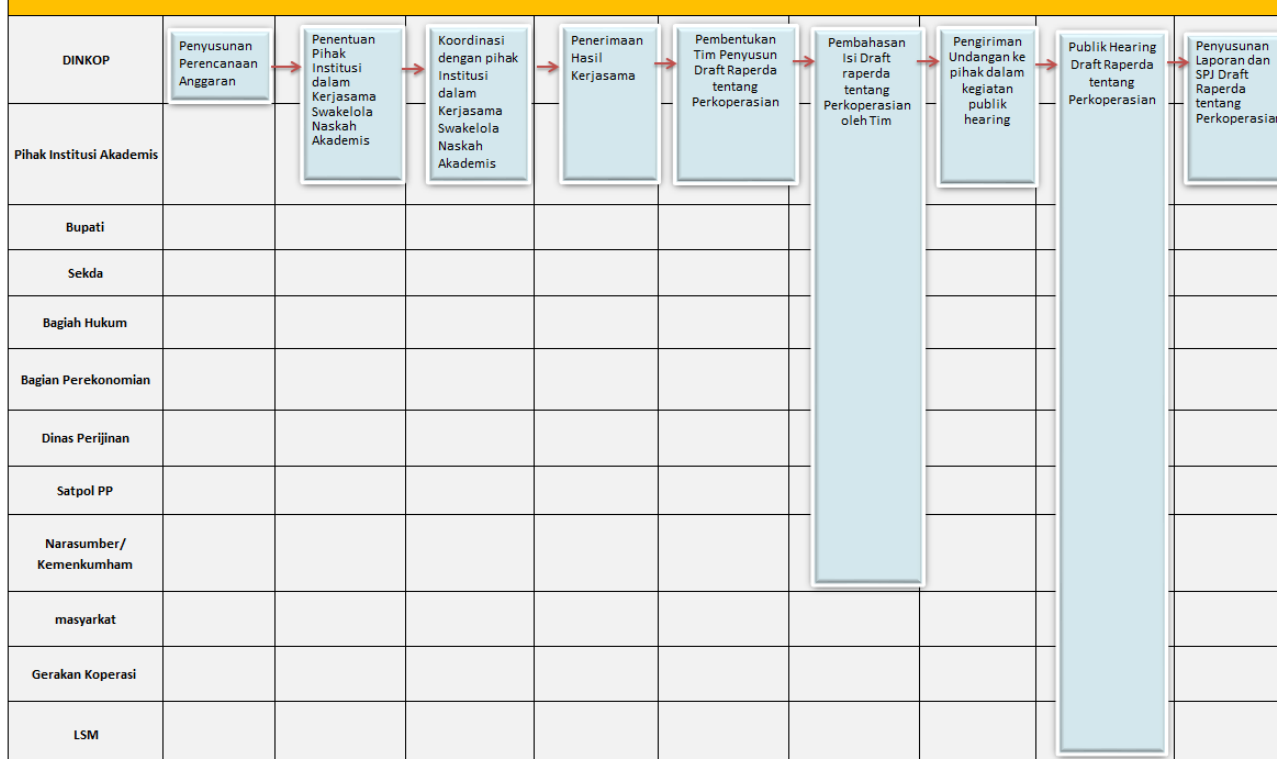 DINKOP
Penyusunan
Perencanaan
Anggaran
Penentuan
Pihak
Institusi
dalam
Kerjasama
Swakelola
Naskah
Akademis
Koordinasi
dengan pihak
Institusi
dalam
Kerjasama
Swakelola
Naskah
Akademis
Penerimaan
Hasil
Kerjasama
Pembentukan
Tim Penyusun
Draft Raperda
tentang
Perkoperasian
Pembahasan
Isi Draft
raperda
tentang
Perkoperasian
oleh Tim
Pengiriman
Undangan ke
pihak dalam
kegiatan
publik
hearing
Publik Hearing
Draft Raperda
tentang
Perkoperasian
Penyusunan
Laporan dan
SPJ Draft
Raperda
tentang
Perkoperasian
Pihak Institusi Akademis
Bupati
Sekda
Bagiah Hukum
Bagian Perekonomian
Dinas Perijinan
Satpol PP
Narasumber/
Kemenkumham
masyarkat
Gerakan Koperasi
LSM